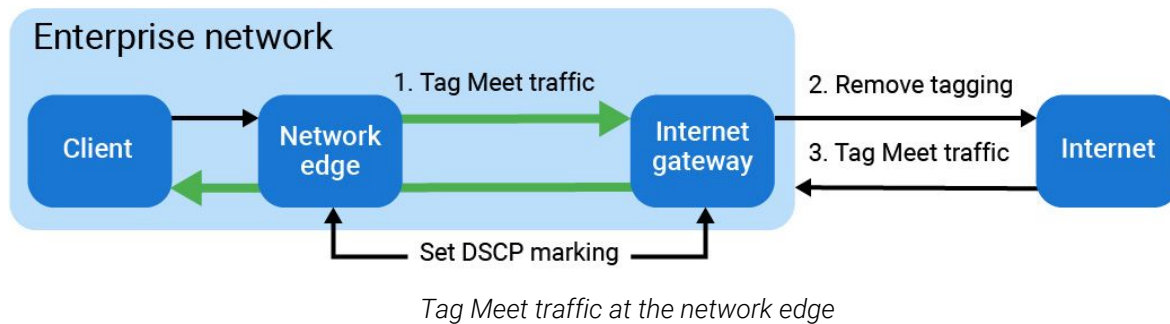 Enterprise network
1. Tag Meet traffic
2. Remove tagging
Client
Network
edge
Internet
gateway
3. Tag Meet traffic
Internet
Set DSCP marking
Tag Meet traffic at the network edge